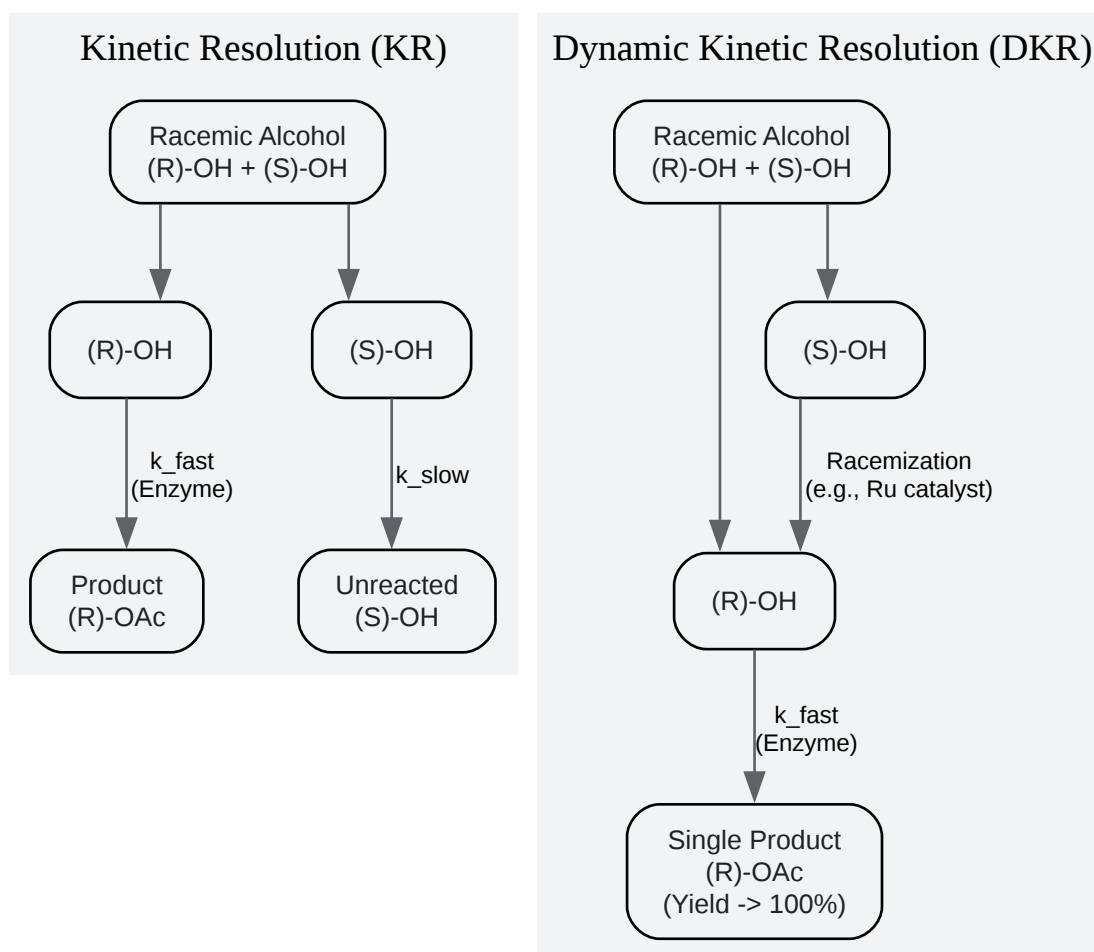 Kinetic Resolution (KR)
Racemic Alcohol
(R)-OH + (S)-OH
(R)-OH
(S)-OH
k_fast
(Enzyme)
k_slow
Product
(R)-OAc
Unreacted
(S)-OH
Dynamic Kinetic Resolution (DKR)
Racemic Alcohol
(R)-OH + (S)-OH
(S)-OH
Racemization
(e.g., Ru catalyst)
(R)-OH
k_fast
(Enzyme)
Single Product
(R)-OAc
(Yield -> 100%)